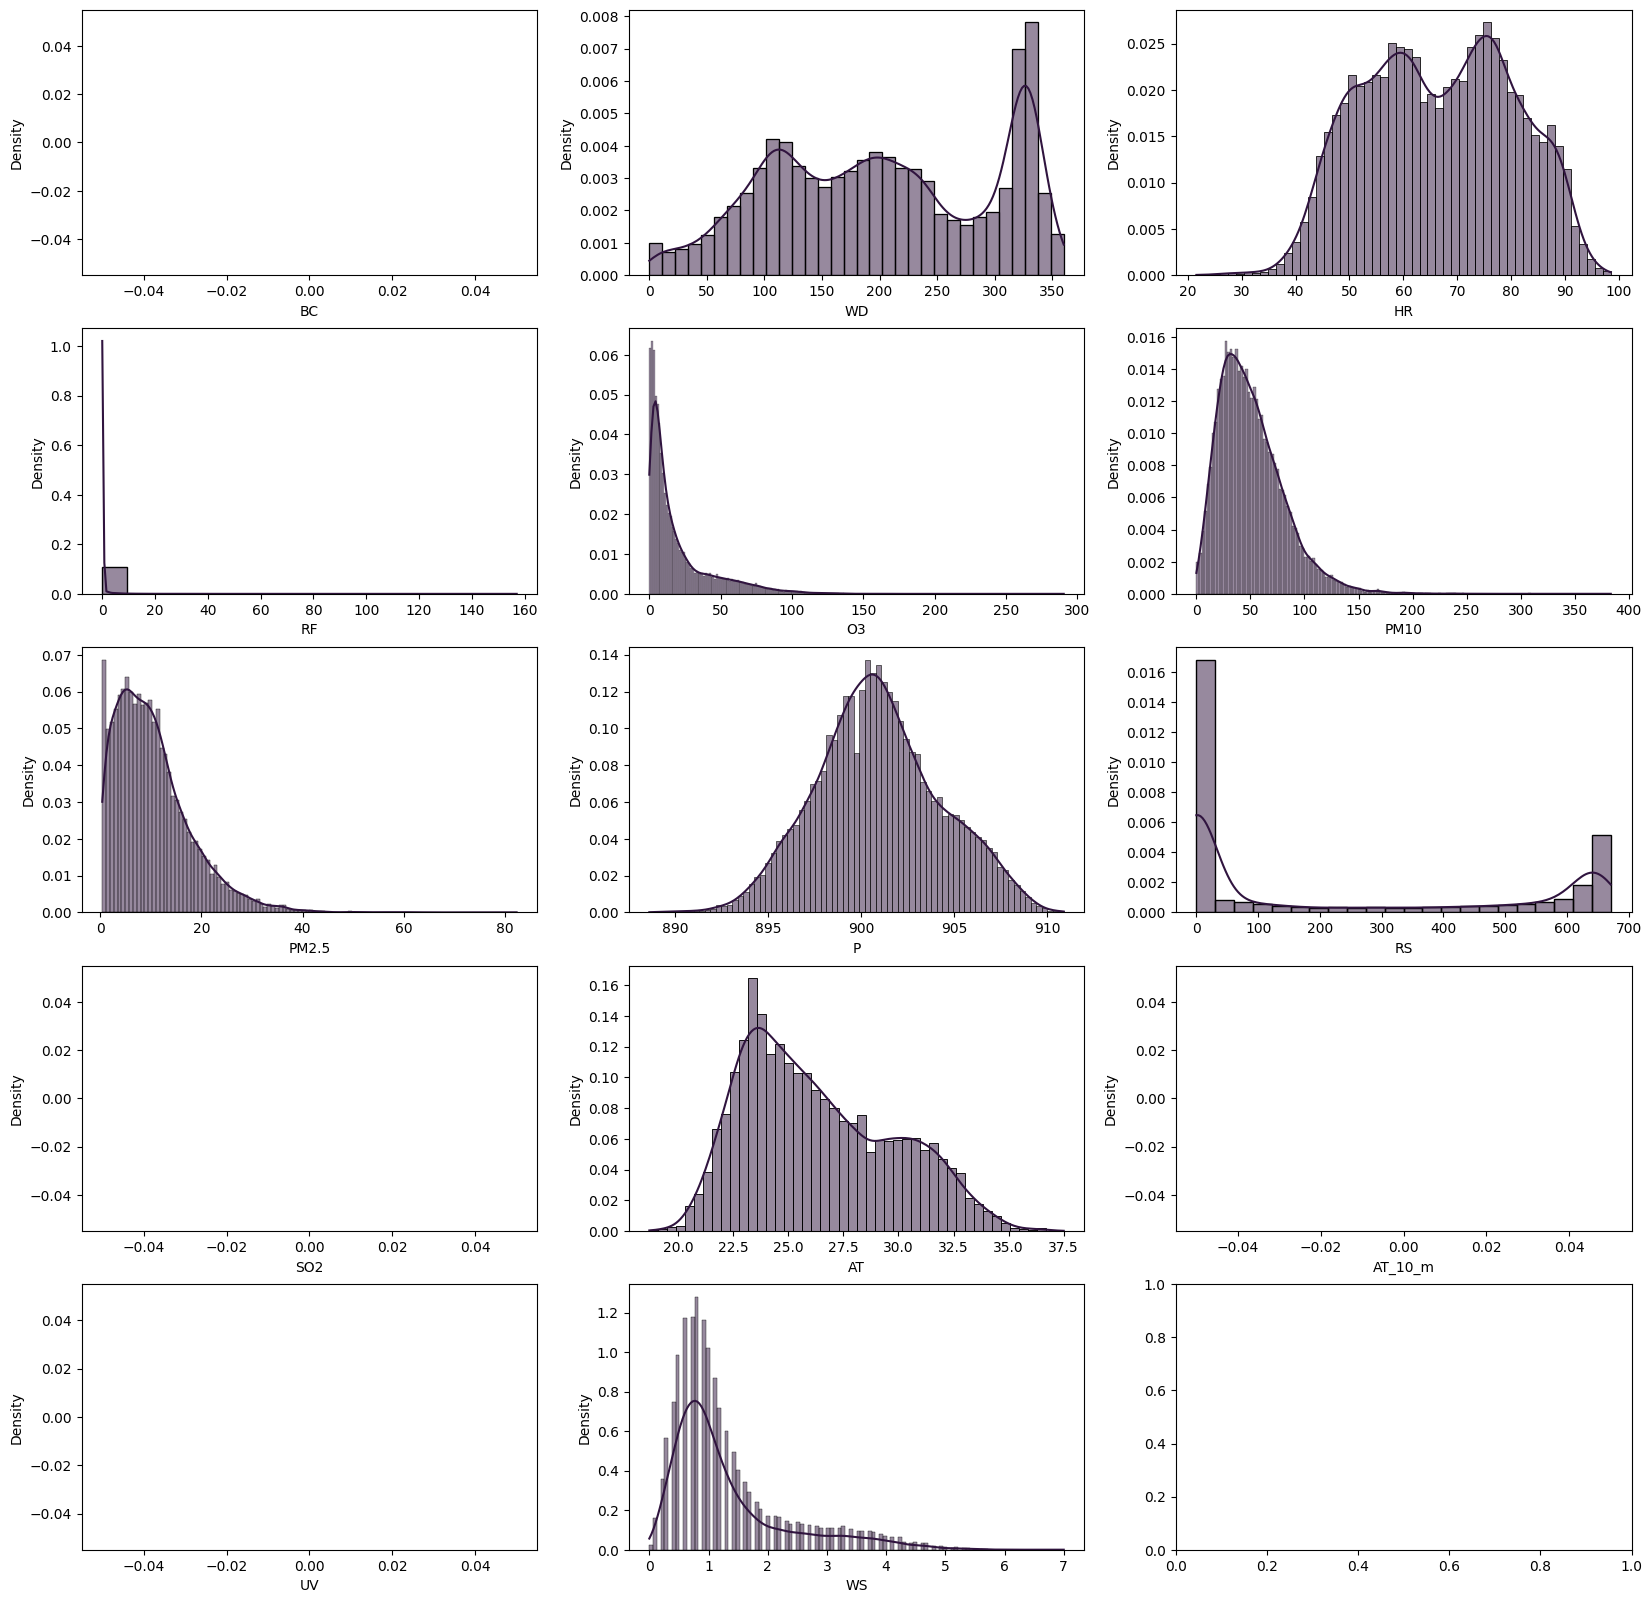 Density
0.04
0.02
0.00
−0.02
−0.04
−0.04 −0.02 0.00 0.02 0.04
BC
Density
0.008
0.007
0.006
0.005
0.004
0.003
0.002
0.001
0.000
0 50 100 150 200 250 300 350
WD
Density
0.025
0.020
0.015
0.010
0.005
0.000
20 30 40 50 60 70 80 90 100
HR
Density
1.0
0.8
0.6
0.4
0.2
0.0
0 20 40 60 80 100 120 140 160
RF
Density
0.06
0.05
0.04
0.03
0.02
0.01
0.00
0 50 100 150 200 250 300
O3
Density
0.016
0.014
0.012
0.010
0.008
0.006
0.004
0.002
0.000
0 50 100 150 200 250 300 350 400
PM10
Density
0.07
0.06
0.05
0.04
0.03
0.02
0.01
0.00
0 20 40 60 80
PM2.5
Density
0.14
0.12
0.10
0.08
0.06
0.04
0.02
0.00
890 895 900 905 910
P
Density
0.016
0.014
0.012
0.010
0.008
0.006
0.004
0.002
0.000
0 100 200 300 400 500 600 700
RS
Density
0.04
0.02
0.00
−0.02
−0.04
−0.04 −0.02 0.00 0.02 0.04
SO2
Density
0.16
0.14
0.12
0.10
0.08
0.06
0.04
0.02
0.00
20.0 22.5 25.0 27.5 30.0 32.5 35.0 37.5
AT
Density
0.04
0.02
0.00
−0.02
−0.04
−0.04 −0.02 0.00 0.02 0.04
AT_10_m
Density
0.04
0.02
0.00
−0.02
−0.04
−0.04 −0.02 0.00 0.02 0.04
UV
Density
1.2
1.0
0.8
0.6
0.4
0.2
0.0
0 1 2 3 4 5 6 7
WS
1.0
0.8
0.6
0.4
0.2
0.0
0.0 0.2 0.4 0.6 0.8 1.0